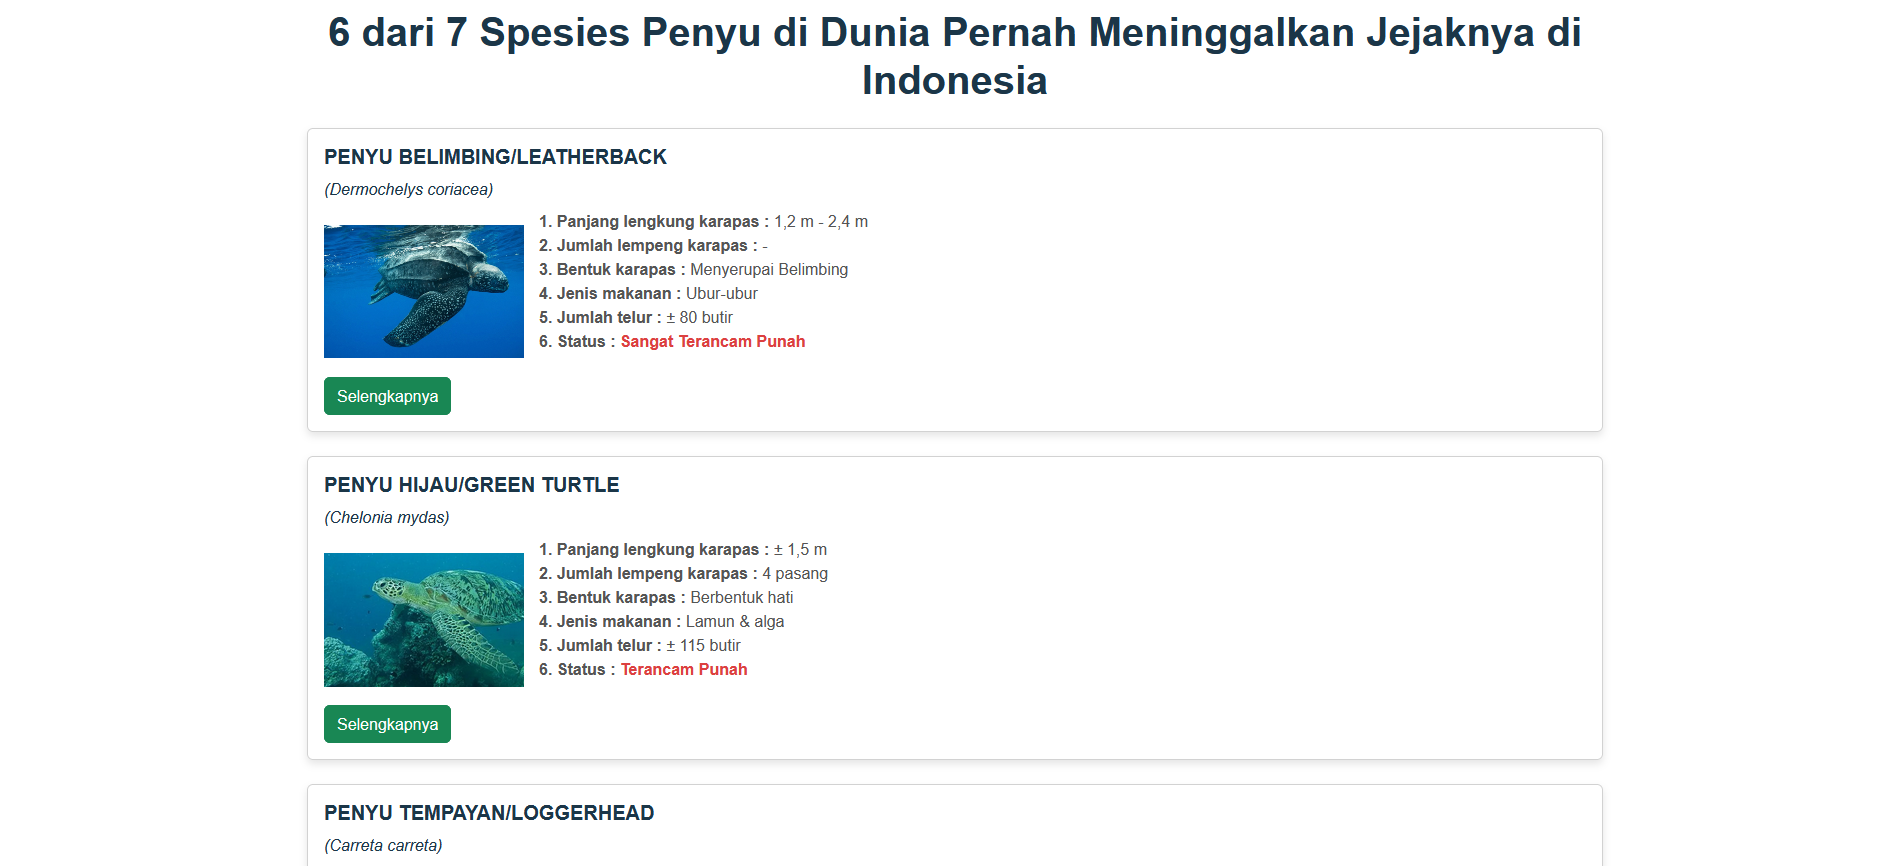 6 dari 7 Spesies Penyu di Dunia Pernah Meninggalkan Jejaknya di
Indonesia
PENYU BELIMBING/LEATHERBACK
(Dermochelys coriacea)
1. Panjang lengkung karapas : 1,2 m - 2,4 m
2. Jumlah lempeng karapas : -
3. Bentuk karapas : Menyerupai Belimbing
4. Jenis makanan : Ubur-ubur
5. Jumlah telur : ± 80 butir
6. Status : Sangat Terancam Punah
Selengkapnya
PENYU HIJAU/GREEN TURTLE
(Chelonia mydas)
1. Panjang lengkung karapas : ± 1,5 m
2. Jumlah lempeng karapas : 4 pasang
3. Bentuk karapas : Berbentuk hati
4. Jenis makanan : Lamun & alga
5. Jumlah telur : ± 115 butir
6. Status : Terancam Punah
Selengkapnya
PENYU TEMPAYAN/LOGGERHEAD
(Carreta carreta)